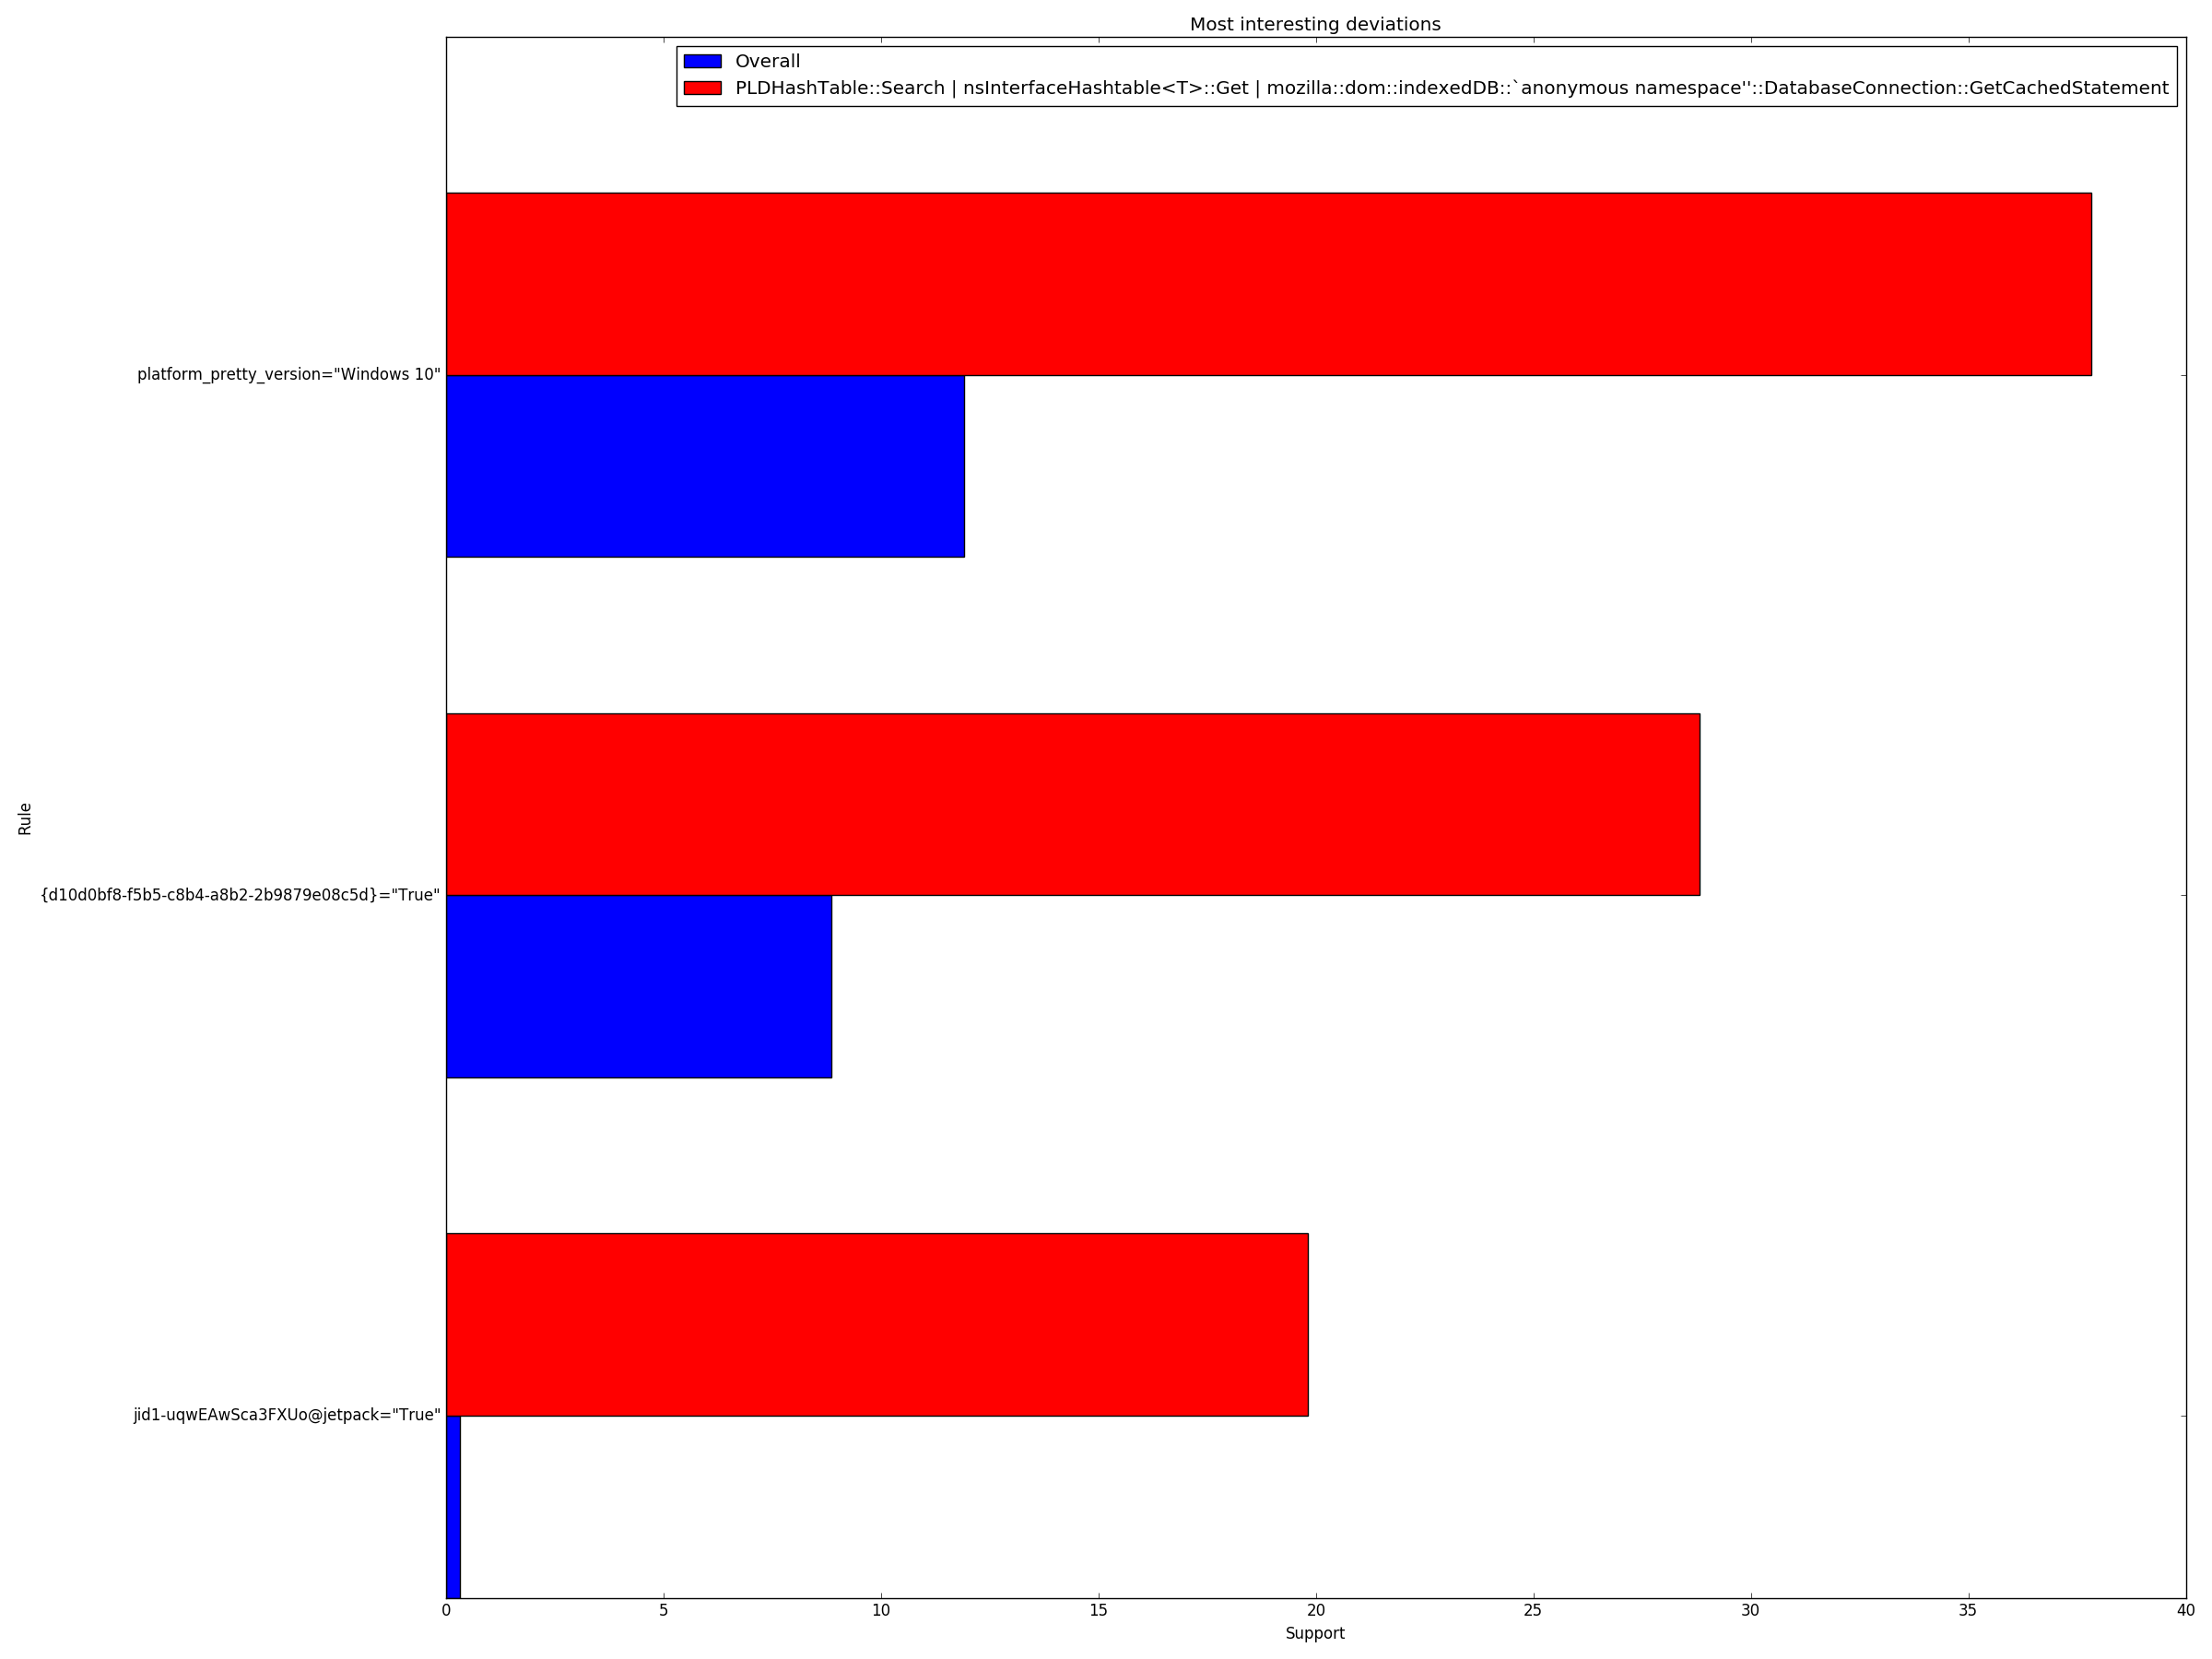 Most interesting deviations
Overall
PLDHashTable::Search | nsInterfaceHashtable<T>::Get | mozilla::dom::indexedDB::`anonymous namespace''::DatabaseConnection::GetCachedStatement
platform_pretty_version="Windows 10"
{d10d0bf8-f5b5-c8b4-a8b2-2b9879e08c5d}="True"
jid1-uqwEAwSca3FXUo@jetpack="True"
Rule
0 5 10 15 20 25 30 35 40
Support